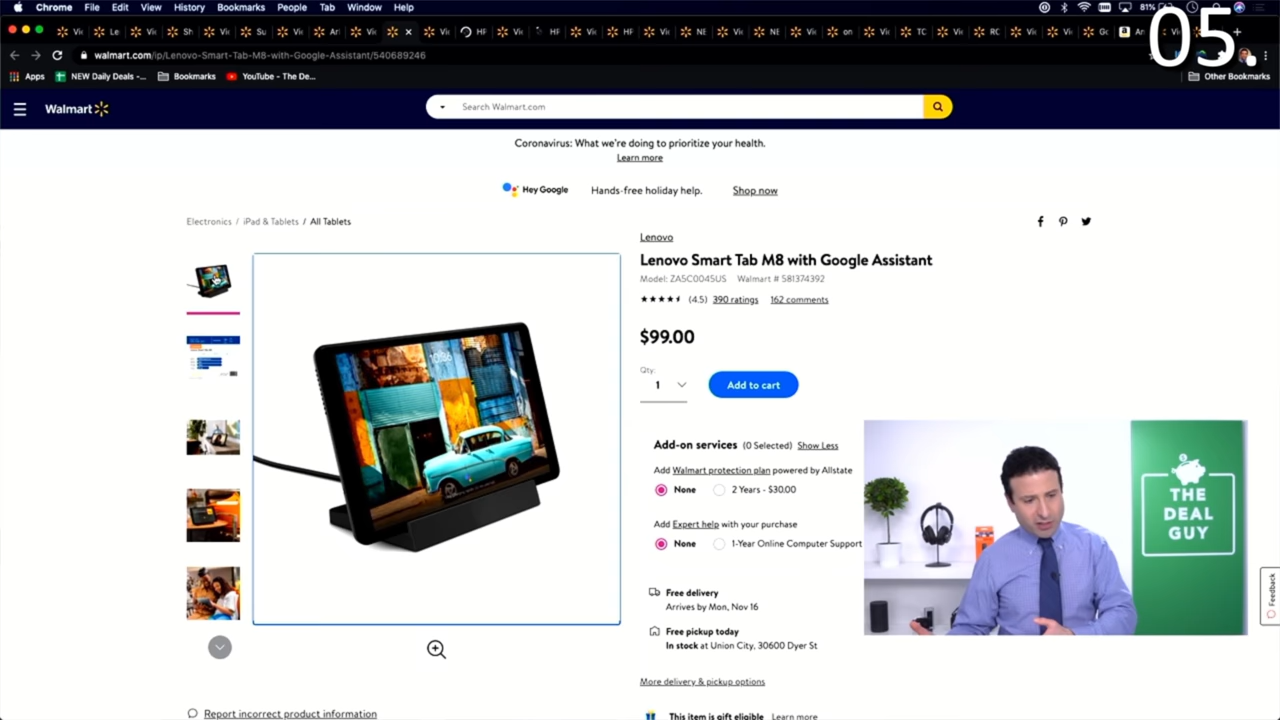 Chrome File Edit View History Bookmarks People Tab Window Help
81%
05.
walmart.com/ip/Lenovo-Smart-Tab-M8-with-Google-Assistant/540689246
Apps NEW Daily Deals -... Bookmarks YouTube - The De... Other Bookmarks
Walmart
Search Walmart.com
Coronavirus: What we're doing to prioritize your health.
Learn more
Hey Google Hands-free holiday help. Shop now
Electronics / iPad & Tablets / All Tablets
Lenovo
Lenovo Smart Tab M8 with Google Assistant
Model: ZA5C0045US Walmart # 581374392
(4.5) 390 ratings 162 comments
$99.00
Qty:
1
Add to cart
10:36
Add-on services (0 Selected) Show Less
Add Walmart protection plan powered by Allstate
None 2 Years - $30.00
Add Expert help with your purchase
None 1-Year Online Computer Support
THE
DEAL
GUY
Feedback
Free delivery
Arrives by Mon, Nov 16
Free pickup today
In stock at Union City, 30600 Dyer St
More delivery & pickup options
Report incorrect product information
This item is gift eligible Learn more